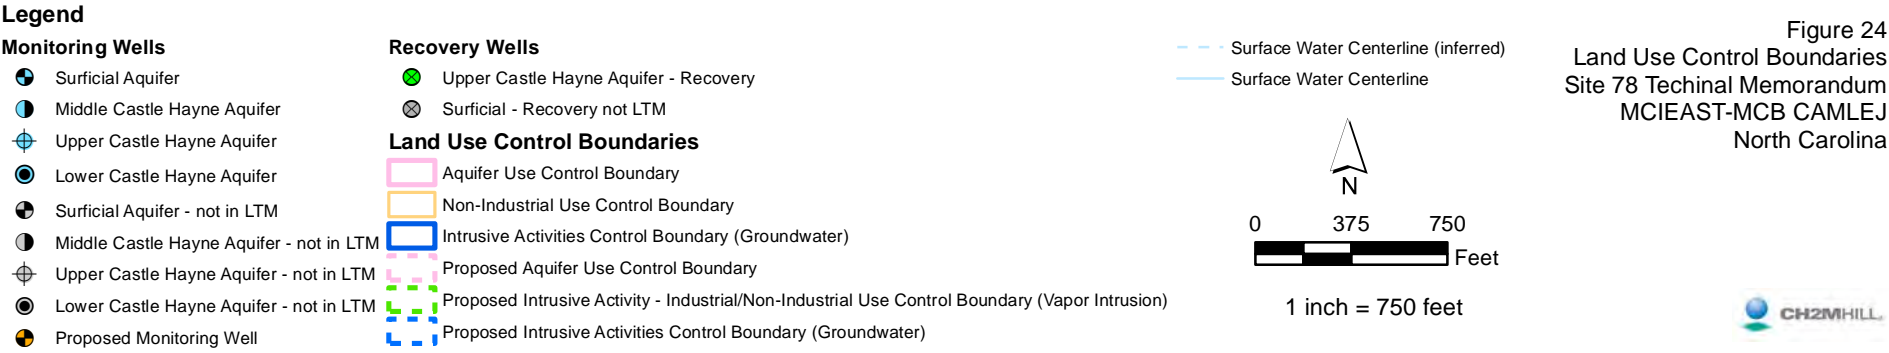 Legend
Monitoring Wells
Surficial Aquifer
Middle Castle Hayne Aquifer
Upper Castle Hayne Aquifer
Lower Castle Hayne Aquifer
Surficial Aquifer - not in LTM
Middle Castle Hayne Aquifer - not in LTM
Upper Castle Hayne Aquifer - not in LTM
Lower Castle Hayne Aquifer - not in LTM
Proposed Monitoring Well
Recovery Wells
Upper Castle Hayne Aquifer - Recovery
Surficial - Recovery not LTM
Land Use Control Boundaries
Aquifer Use Control Boundary
Non-Industrial Use Control Boundary
Intrusive Activities Control Boundary (Groundwater)
Proposed Aquifer Use Control Boundary
Proposed Intrusive Activity - Industrial/Non-Industrial Use Control Boundary (Vapor Intrusion)
Proposed Intrusive Activities Control Boundary (Groundwater)
Surface Water Centerline (inferred)
Surface Water Centerline
N
0 375 750
Feet
1 inch = 750 feet
Figure 24
Land Use Control Boundaries
Site 78 Techinal Memorandum
MCIEAST-MCB CAMLEJ
North Carolina
CH2MHILL